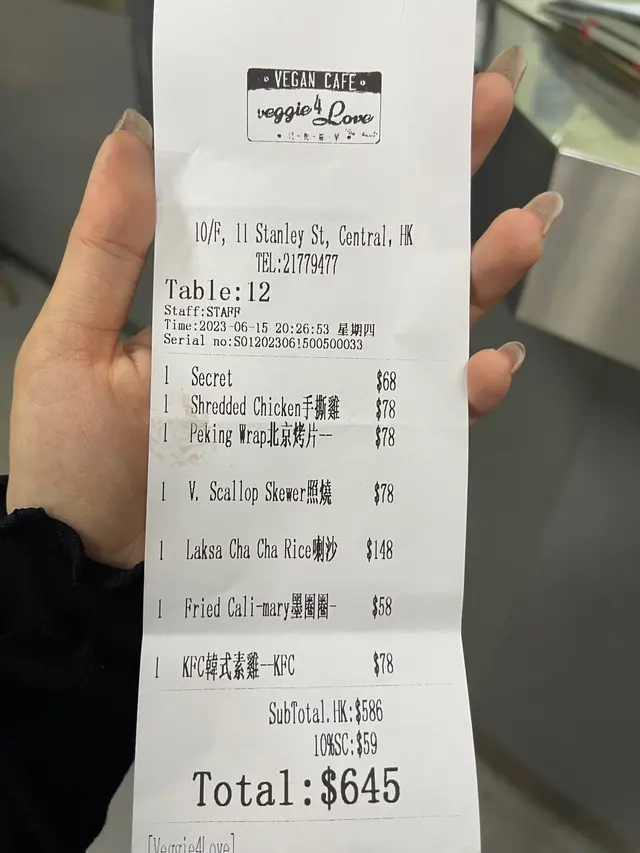 VEGAN CAFE
veggie4Love
10/F, 11 Stanley St, Central, HK
TEL:21779477
Table:12
Staff:STAFF
Time:2023-06-15 20:26:53 星期四
Serial no:S012023061500500033
1 Secret $68
1 Shredded Chicken手撕雞 $78
1 Peking Wrap北京烤片-- $78
1 V. Scallop Skewer照燒 $78
1 Laksa Cha Cha Rice喇沙 $148
1 Fried Cali-mary墨圈圈- $58
1 KFC韓式素雞--KFC $78
SubTotal.HK:$586
10%SC:$59
Total:$645
[Veggie4Love]